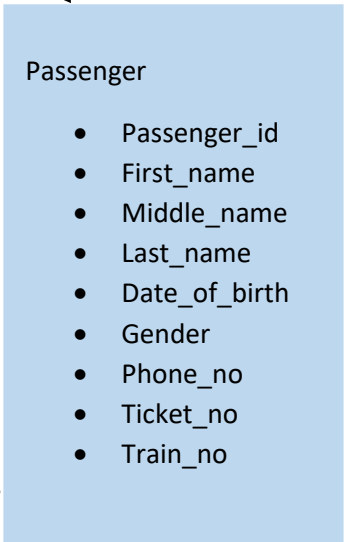 Passenger
• Passenger_id
• First_name
• Middle_name
• Last_name
• Date_of_birth
• Gender
• Phone_no
• Ticket_no
• Train_no